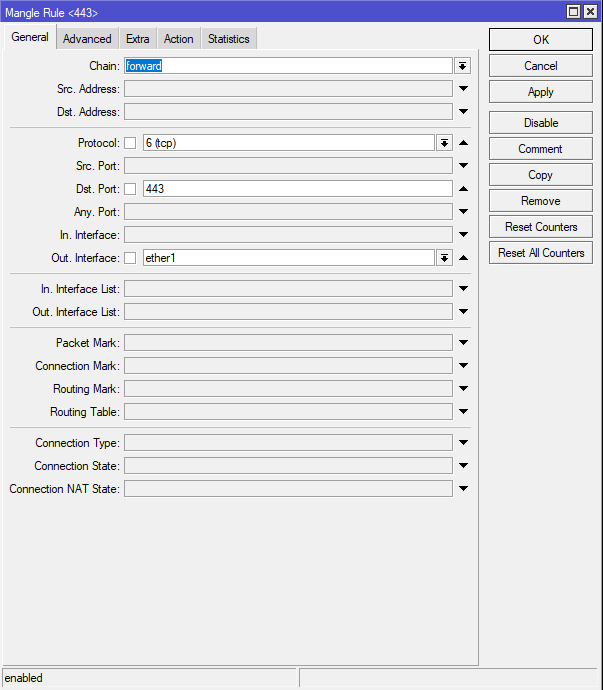 Mangle Rule <443>
General Advanced Extra Action Statistics
Chain: forward
Src. Address:
Dst. Address:
Protocol: 6 (tcp)
Src. Port:
Dst. Port: 443
Any. Port:
In. Interface:
Out. Interface: ether1
In. Interface List:
Out. Interface List:
Packet Mark:
Connection Mark:
Routing Mark:
Routing Table:
Connection Type:
Connection State:
Connection NAT State:
OK
Cancel
Apply
Disable
Comment
Copy
Remove
Reset Counters
Reset All Counters
enabled